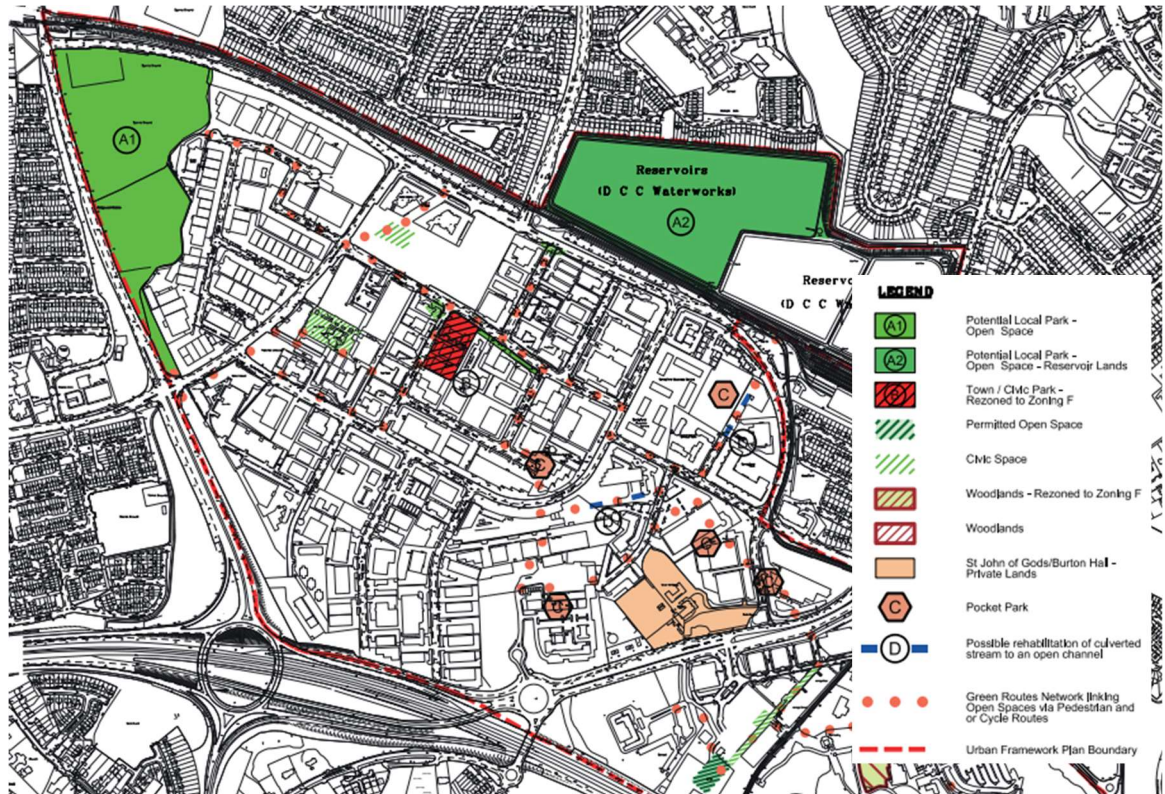 A1
Reservoirs
(D C C Waterworks)
A2
Reservo
(D C C W
C
D
C
D
C
C
C
C
LEGEND
A1
Potential Local Park -
Open Space
A2
Potential Local Park -
Open Space - Reservoir Lands
Town / Civic Park -
Rezoned to Zoning F
Permitted Open Space
Civic Space
Woodlands - Rezoned to Zoning F
Woodlands
St John of Gods/Burton Hall -
Private Lands
C
Pocket Park
D
Possible rehabilitation of culverted
stream to an open channel
Green Routes Network linking
Open Spaces via Pedestrian and
or Cycle Routes
Urban Framework Plan Boundary